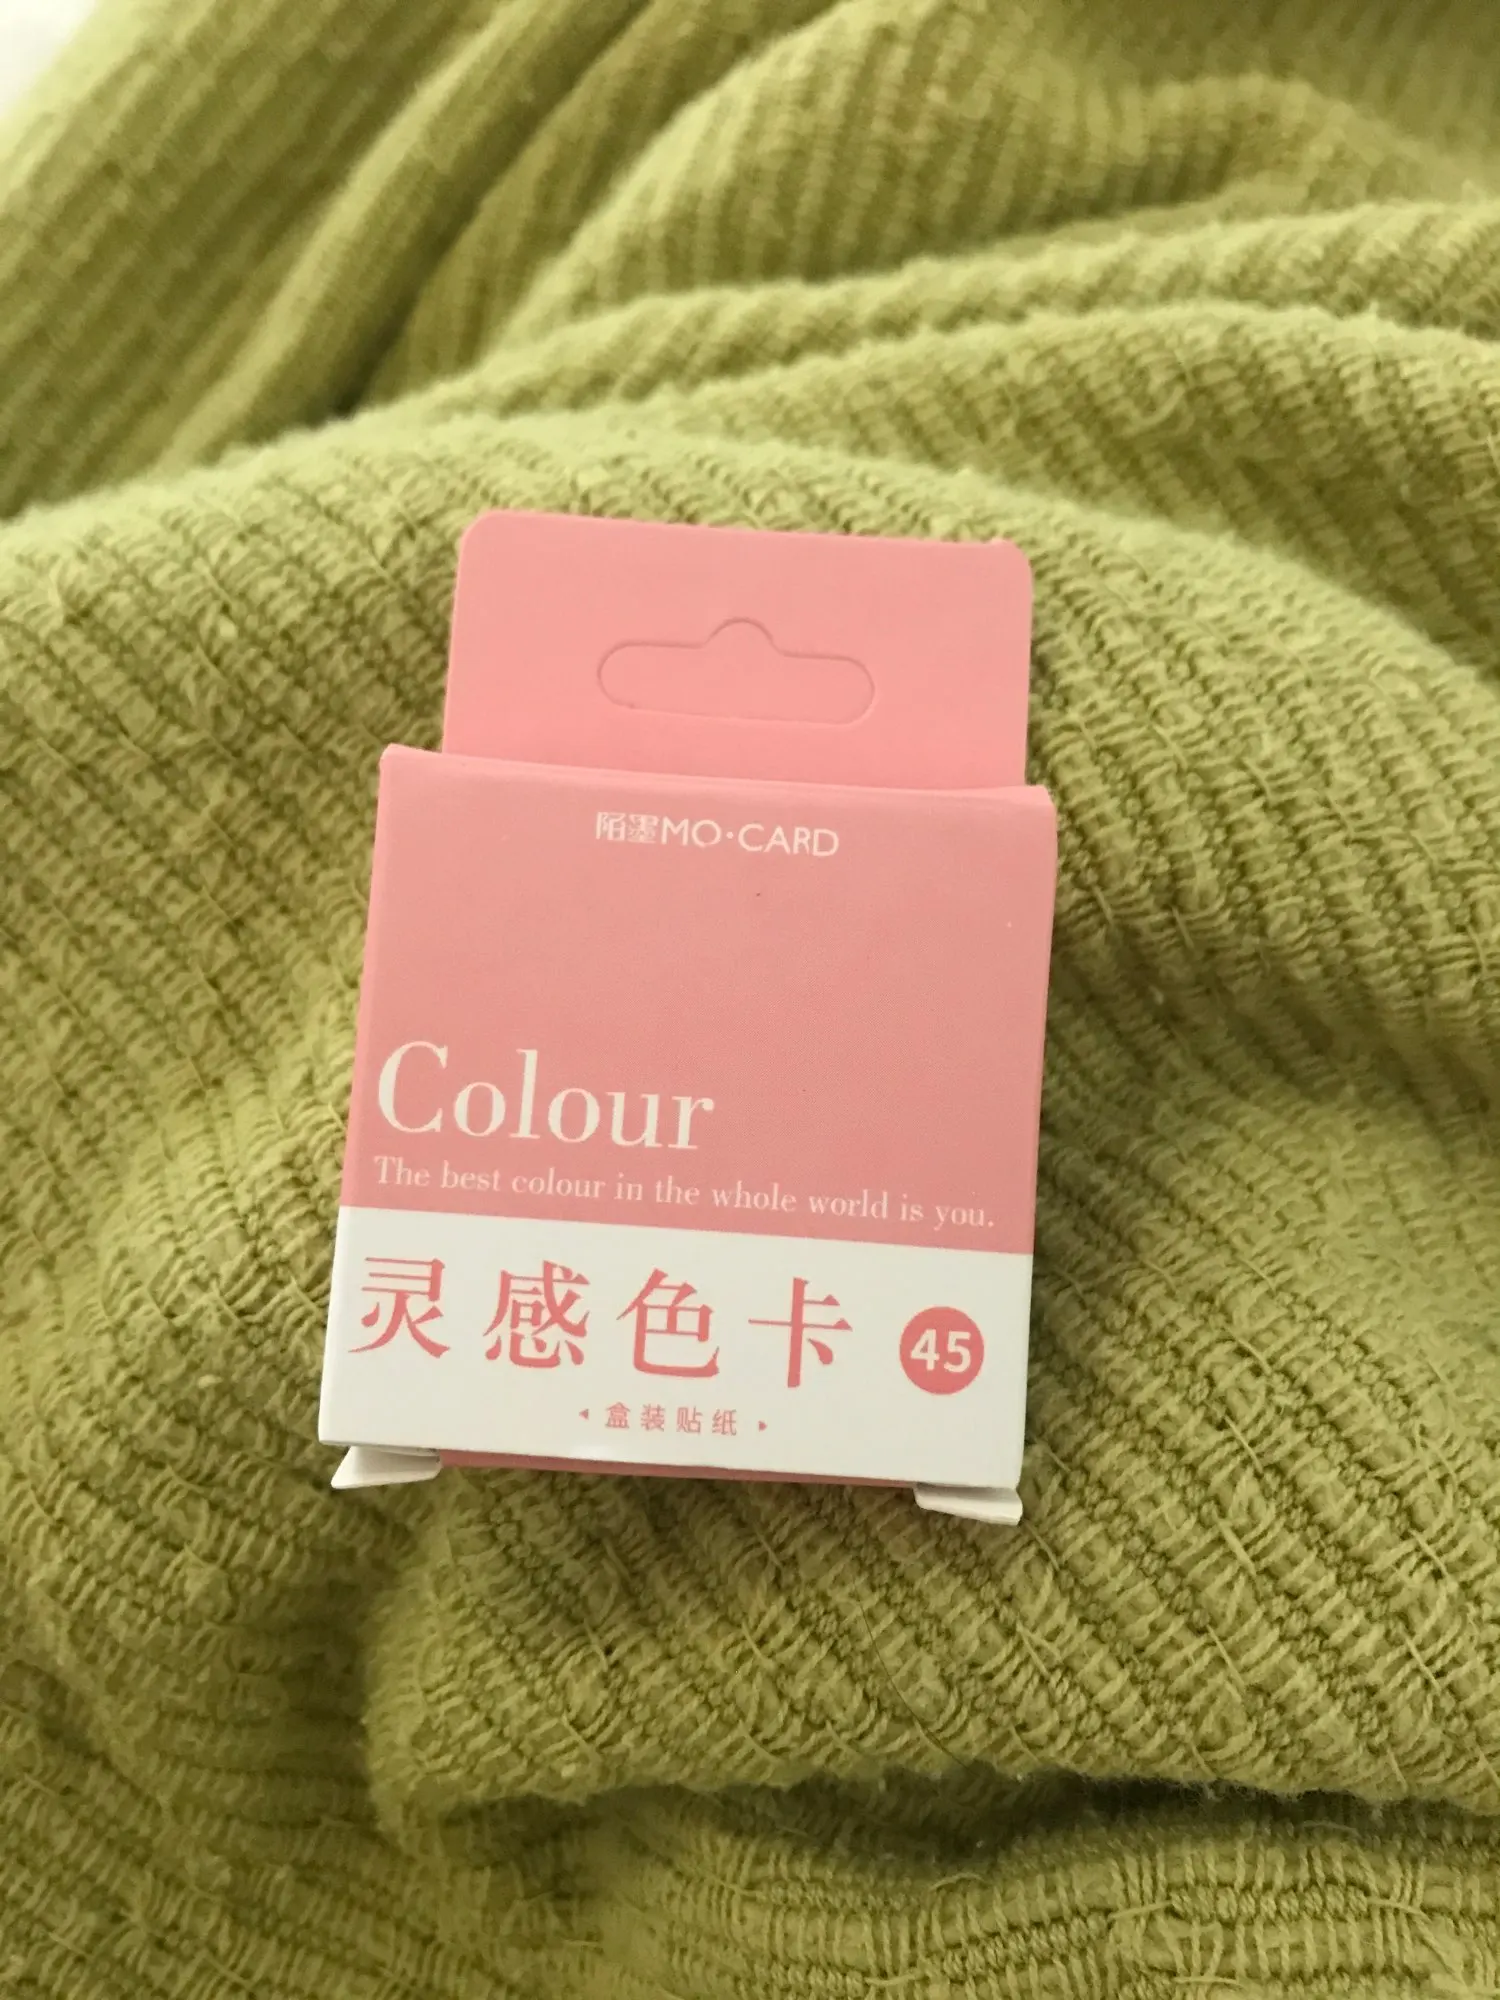 陌墨MO·CARD
Colour
The best colour in the whole world is you.
灵感色卡 45
盒装贴纸